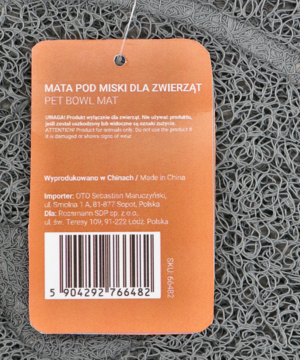 MATA POD MISKI DLA ZWIERZĄT
PET BOWL MAT
UWAGA! Produkt wyłącznie dla zwierząt. Nie używać produktu,
jeśli został uszkodzony lub widoczne są oznaki zużycia.
ATTENTION! Product for animals only. Do not use the product if
it is damaged or shows signs of wear.
Wyprodukowano w Chinach / Made in China
Importer: OTO Sebastian Maruczyński,
ul. Smolna 1 A, 81-877 Sopot, Polska
Dla: Rossmann SDP sp. z o.o.,
ul. św. Teresy 109, 91-222 Łódź, Polska
5 904292 766482
SKU: 66482